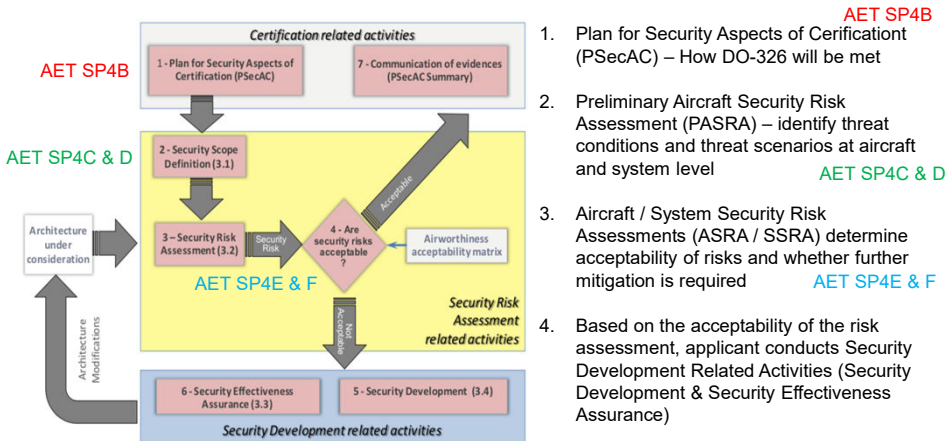 Certification related activities
1 - Plan for Security Aspects of
Certification (PSecAC)
7 - Communication of evidences
(PSecAC Summary)
AET SP4B
AET SP4C & D
2 - Security Scope
Definition (3.1)
Acceptable
Architecture
under
consideration
3 – Security Risk
Assessment (3.2)
Security
Risk
4 - Are
security risks
acceptable
?
Airworthiness
acceptability matrix
AET SP4E & F
Security Risk
Assessment
related activities
Not
Acceptable
Architecture
Modifications
6 - Security Effectiveness
Assurance (3.3)
5 - Security Development (3.4)
Security Development related activities
AET SP4B
1. Plan for Security Aspects of Cerificationt
(PSecAC) – How DO-326 will be met
2. Preliminary Aircraft Security Risk
Assessment (PASRA) – identify threat
conditions and threat scenarios at aircraft
and system level
AET SP4C & D
3. Aircraft / System Security Risk
Assessments (ASRA / SSRA) determine
acceptability of risks and whether further
mitigation is required
AET SP4E & F
4. Based on the acceptability of the risk
assessment, applicant conducts Security
Development Related Activities (Security
Development & Security Effectiveness
Assurance)